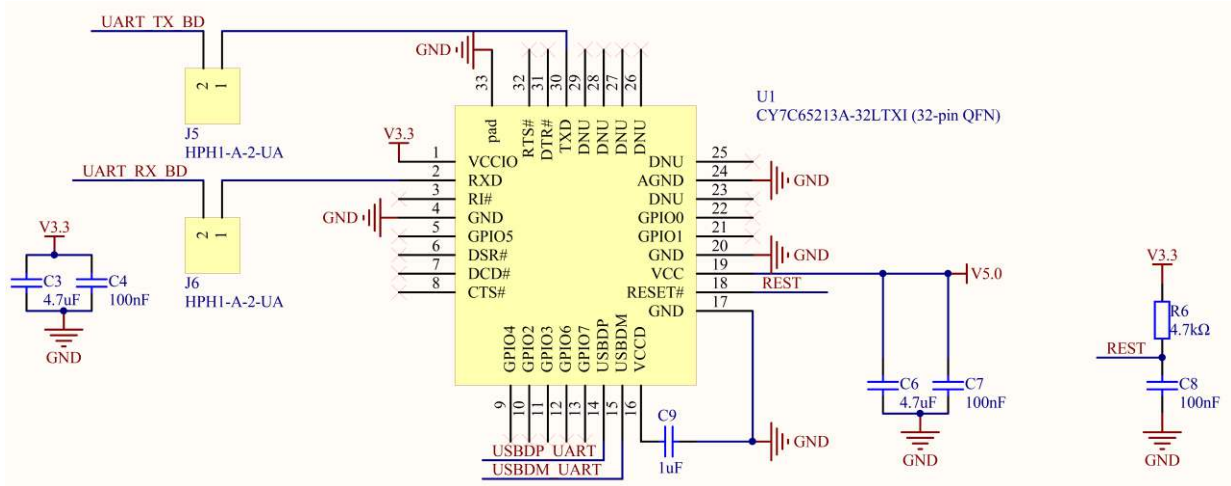 UART_TX_BD
2
1
J5
HPH1-A-2-UA
UART_RX_BD
2
1
J6
HPH1-A-2-UA
V3.3
C3
4.7uF
C4
100nF
GND
GND
33
32
31
30
29
28
27
26
pad
RTS#
DTR#
TXD
DNU
DNU
DNU
DNU
U1
CY7C65213A-32LTXI (32-pin QFN)
V3.3
GND
1
2
3
4
5
6
7
8
VCCIO
RXD
RI#
GND
GPIO5
DSR#
DCD#
CTS#
DNU
AGND
DNU
GPIO0
GPIO1
GND
VCC
RESET#
GND
25
24
23
22
21
20
19
18
17
GND
GND
V5.0
REST
GPIO4
GPIO2
GPIO3
GPIO6
GPIO7
USBDP
USBDM
VCCD
9
10
11
12
13
14
15
16
USBDP_UART
USBDM_UART
C9
1uF
GND
C6
4.7uF
C7
100nF
GND
V3.3
R6
4.7kΩ
REST
C8
100nF
GND